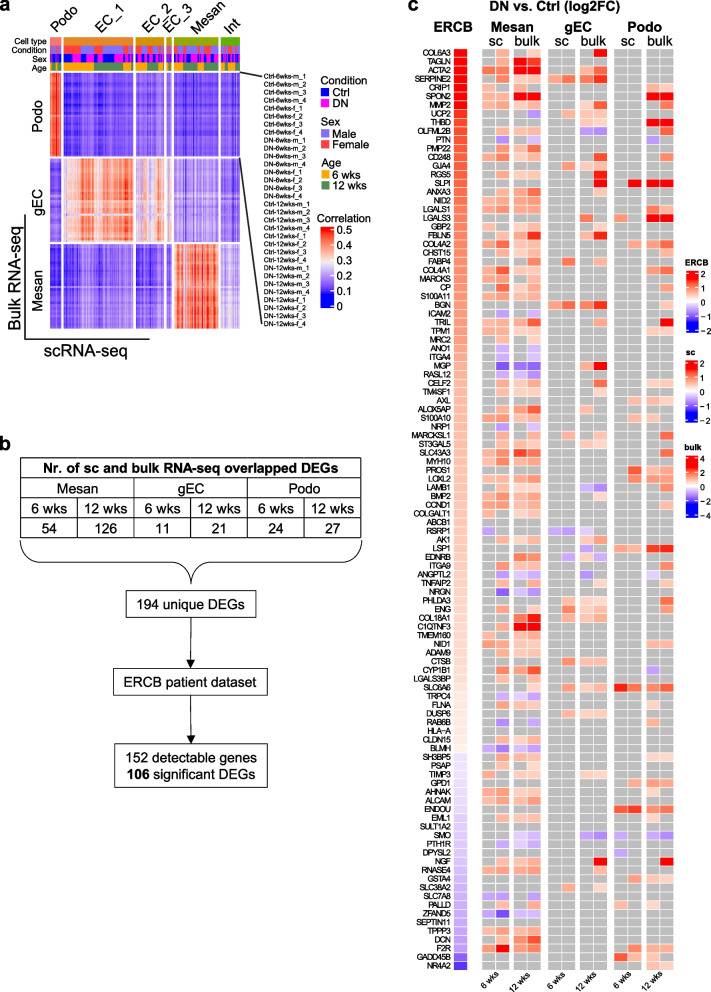 a
Podo
EC_1
EC_2
EC_3
Mesan
Int
Cell type
Condition
Sex
Age
Podo
gEC
Mesan
Bulk RNA-seq
scRNA-seq
Ctrl-6wks-m_1
Ctrl-6wks-m_2
Ctrl-6wks-m_3
Ctrl-6wks-m_4
Ctrl-6wks-f_1
Ctrl-6wks-f_2
Ctrl-6wks-f_3
Ctrl-6wks-f_4
DN-6wks-m_1
DN-6wks-m_2
DN-6wks-m_3
DN-6wks-m_4
DN-6wks-f_1
DN-6wks-f_2
DN-6wks-f_3
DN-6wks-f_4
Ctrl-12wks-m_1
Ctrl-12wks-m_2
Ctrl-12wks-m_3
Ctrl-12wks-m_4
Ctrl-12wks-f_1
Ctrl-12wks-f_2
Ctrl-12wks-f_3
Ctrl-12wks-f_4
DN-12wks-m_1
DN-12wks-m_2
DN-12wks-m_3
DN-12wks-m_4
DN-12wks-f_1
DN-12wks-f_2
DN-12wks-f_3
DN-12wks-f_4
Condition
Ctrl
DN
Sex
Male
Female
Age
6 wks
12 wks
Correlation
0.5
0.4
0.3
0.2
0.1
0
b
Nr. of sc and bulk RNA-seq overlapped DEGs
Mesan gEC Podo
6 wks 12 wks 6 wks 12 wks 6 wks 12 wks
54 126 11 21 24 27
194 unique DEGs
ERCB patient dataset
152 detectable genes
106 significant DEGs
c
DN vs. Ctrl (log2FC)
ERCB Mesan gEC Podo
sc bulk sc bulk sc bulk
COL6A3
TAGLN
ACTA2
SERPINE2
CRIP1
SPON2
MMP2
UCP2
THBD
OLFML2B
PTN
PMP22
CD248
GJA4
RGS5
SLPI
ANXA3
NID2
LGALS1
LGALS3
GBP2
FBLN5
COL4A2
CHST15
FABP4
COL4A1
MARCKS
CP
S100A11
BGN
ICAM2
TRIL
TPM1
MRC2
ANO1
ITGA4
MGP
RASL12
CELF2
TM4SF1
AXL
ALOX5AP
S100A10
NRP1
MARCKSL1
ST3GAL5
SLC43A3
MYH10
PROS1
LOXL2
LAMB1
BMP2
CCND1
COLGALT1
ABCB1
RSRP1
AK1
LSP1
EDNRB
ITGA9
ANGPTL2
TNFAIP2
NRGN
PHLDA3
ENG
COL18A1
C1QTNF3
TMEM160
NID1
ADAM9
CTSB
CYP1B1
LGALS3BP
SLC6A6
TRPC4
FLNA
DUSP6
RAB6B
HLA-A
CLDN15
BLMH
SH3BP5
PSAP
TIMP3
GPD1
AHNAK
ALCAM
ENDOU
EML1
SULT1A2
SMO
PTH1R
DPYSL2
NGF
RNASE4
GSTA4
SLC38A2
SLC7A8
PALLD
ZFAND5
SEPTIN11
TPPP3
DCN
F2R
GADD45B
NR4A2
6 wks 12 wks 6 wks 12 wks 6 wks 12 wks
ERCB
2
1
0
−1
−2
sc
2
1
0
−1
−2
bulk
4
2
0
−2
−4